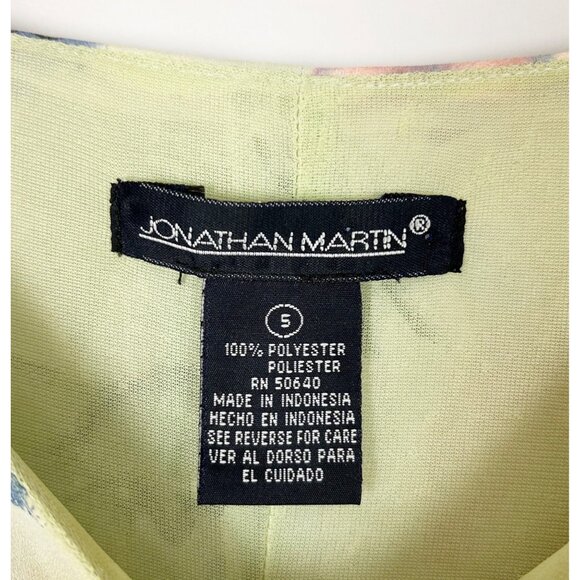 JONATHAN MARTIN®
5
100% POLYESTER
POLIESTER
RN 50640
MADE IN INDONESIA
HECHO EN INDONESIA
SEE REVERSE FOR CARE
VER AL DORSO PARA
EL CUIDADO